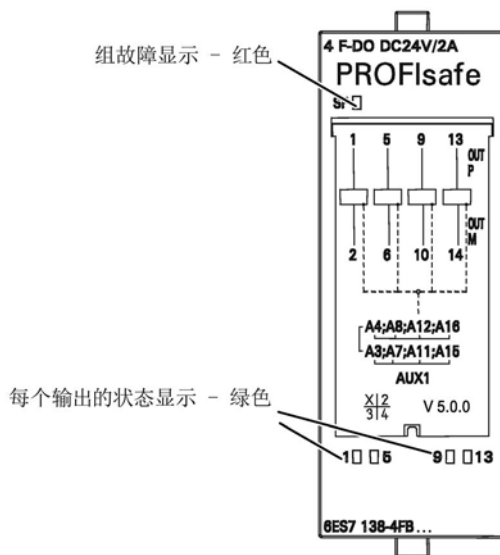 4 F-DO DC24V/2A
组故障显示 - 红色
PROFIsafe
SF
1 5 9 13
OUT
P
OUT
M
2 6 10 14
A4;A8;A12;A16
A3;A7;A11;A15
AUX1
每个输出的状态显示 - 绿色
X 2
3 4
V 5.0.0
1 5 9 13
6ES7 138-4FB...